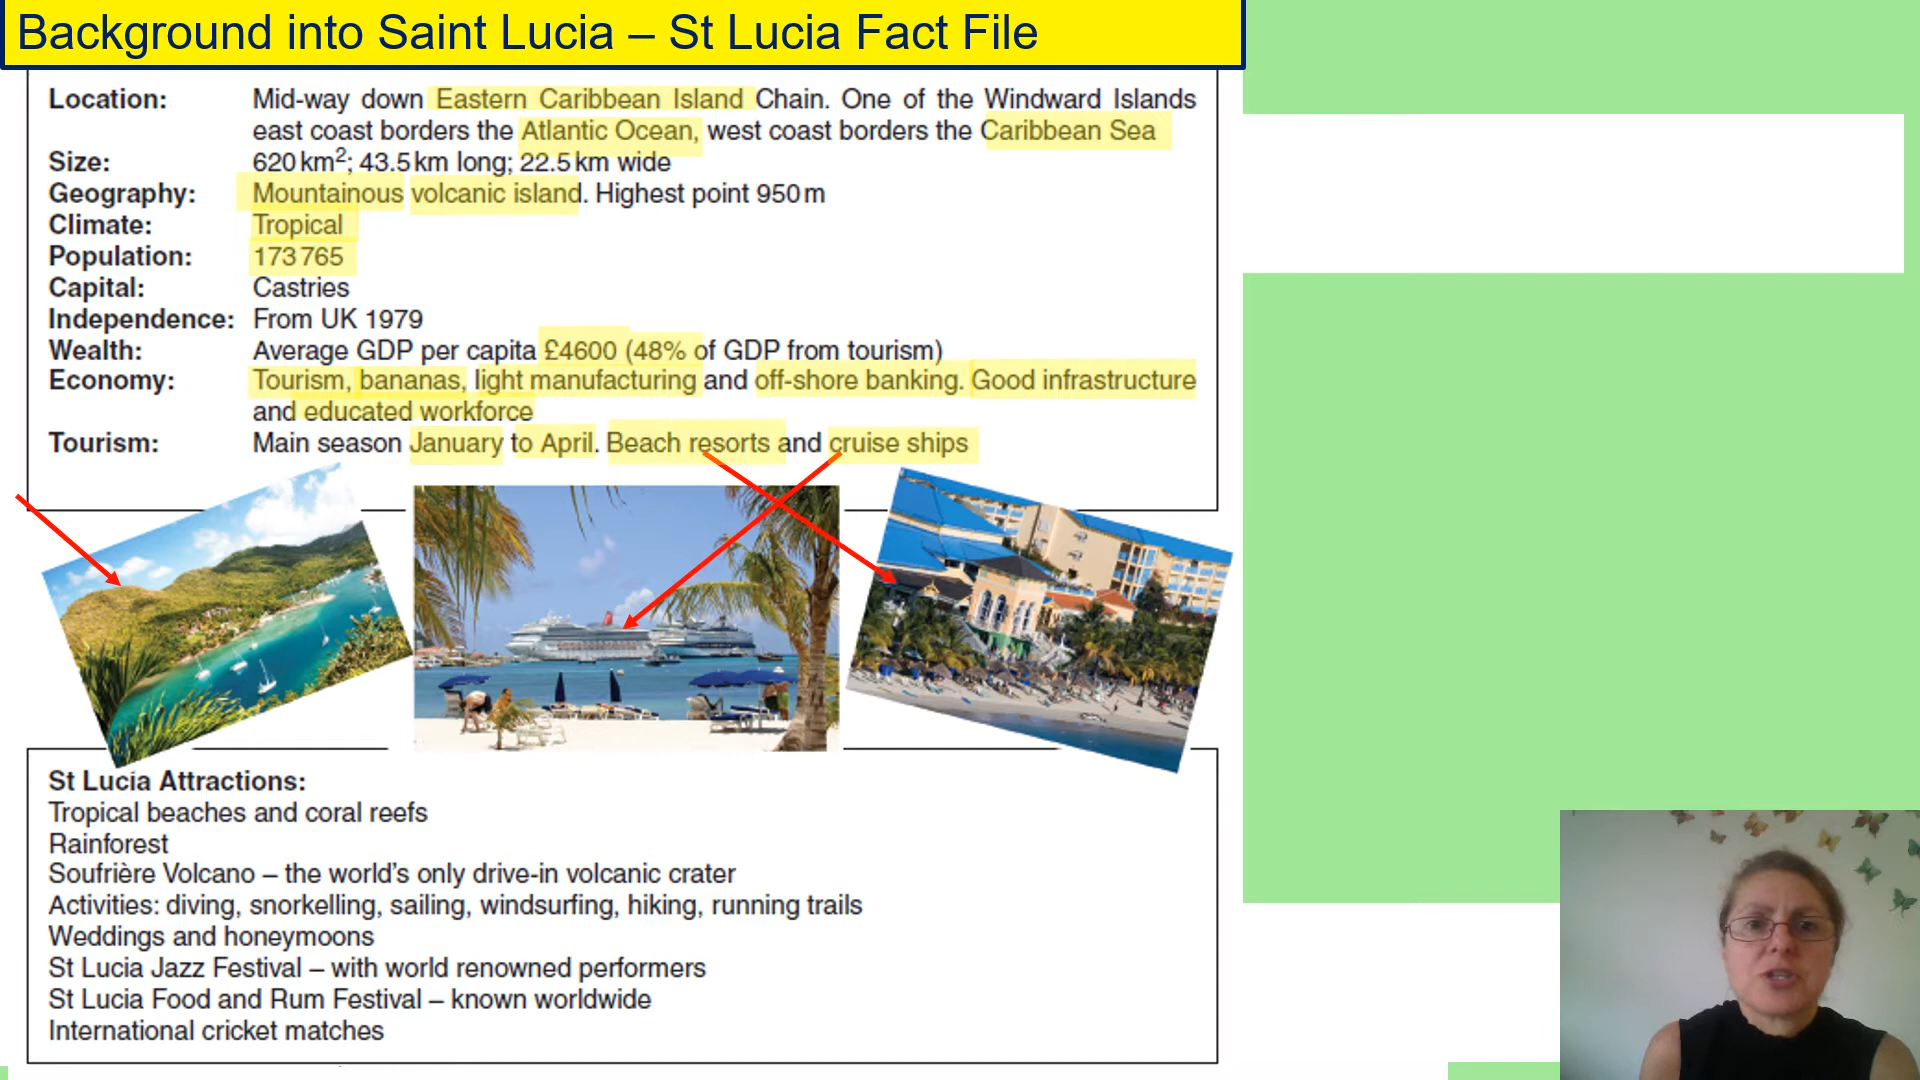 Background into Saint Lucia – St Lucia Fact File
Location: Mid-way down Eastern Caribbean Island Chain. One of the Windward Islands
east coast borders the Atlantic Ocean, west coast borders the Caribbean Sea
Size: 620 km²; 43.5 km long; 22.5 km wide
Geography: Mountainous volcanic island. Highest point 950 m
Climate: Tropical
Population: 173 765
Capital: Castries
Independence: From UK 1979
Wealth: Average GDP per capita £4600 (48% of GDP from tourism)
Economy: Tourism, bananas, light manufacturing and off-shore banking. Good infrastructure
and educated workforce
Tourism: Main season January to April. Beach resorts and cruise ships
St Lucia Attractions:
Tropical beaches and coral reefs
Rainforest
Soufrière Volcano – the world's only drive-in volcanic crater
Activities: diving, snorkelling, sailing, windsurfing, hiking, running trails
Weddings and honeymoons
St Lucia Jazz Festival – with world renowned performers
St Lucia Food and Rum Festival – known worldwide
International cricket matches